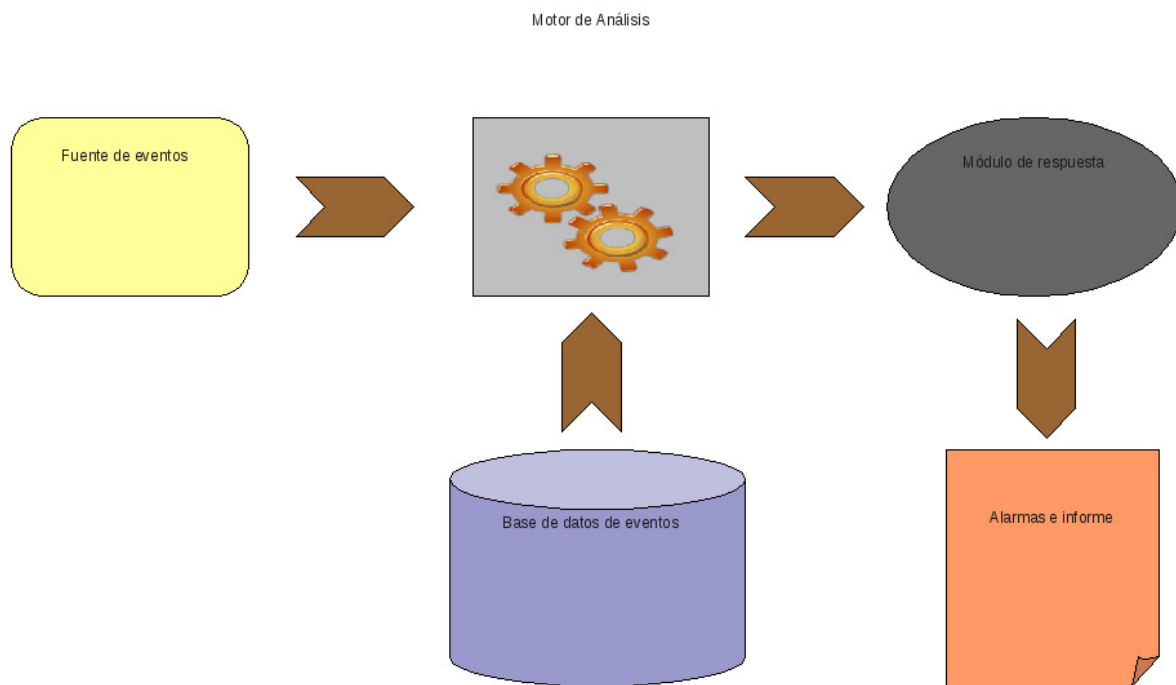 Motor de Análisis
Fuente de eventos
Módulo de respuesta
Base de datos de eventos
Alarmas e informe